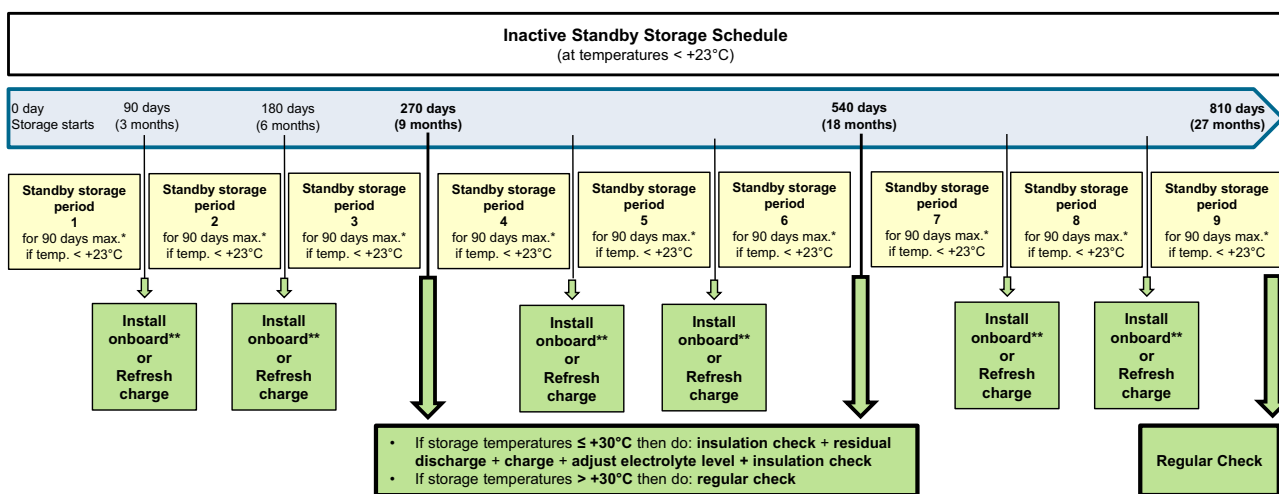 Inactive Standby Storage Schedule
(at temperatures < +23°C)
0 day
Storage starts
90 days
(3 months)
180 days
(6 months)
270 days
(9 months)
540 days
(18 months)
810 days
(27 months)
Standby storage
period
1
for 90 days max.*
if temp. < +23°C
Standby storage
period
2
for 90 days max.*
if temp. < +23°C
Standby storage
period
3
for 90 days max.*
if temp. < +23°C
Standby storage
period
4
for 90 days max.*
if temp. < +23°C
Standby storage
period
5
for 90 days max.*
if temp. < +23°C
Standby storage
period
6
for 90 days max.*
if temp. < +23°C
Standby storage
period
7
for 90 days max.*
if temp. < +23°C
Standby storage
period
8
for 90 days max.*
if temp. < +23°C
Standby storage
period
9
for 90 days max.*
if temp. < +23°C
Install
onboard**
or
Refresh
charge
Install
onboard**
or
Refresh
charge
Install
onboard**
or
Refresh
charge
Install
onboard**
or
Refresh
charge
Install
onboard**
or
Refresh
charge
Install
onboard**
or
Refresh
charge
• If storage temperatures ≤ +30°C then do: insulation check + residual
discharge + charge + adjust electrolyte level + insulation check
• If storage temperatures > +30°C then do: regular check
Regular Check